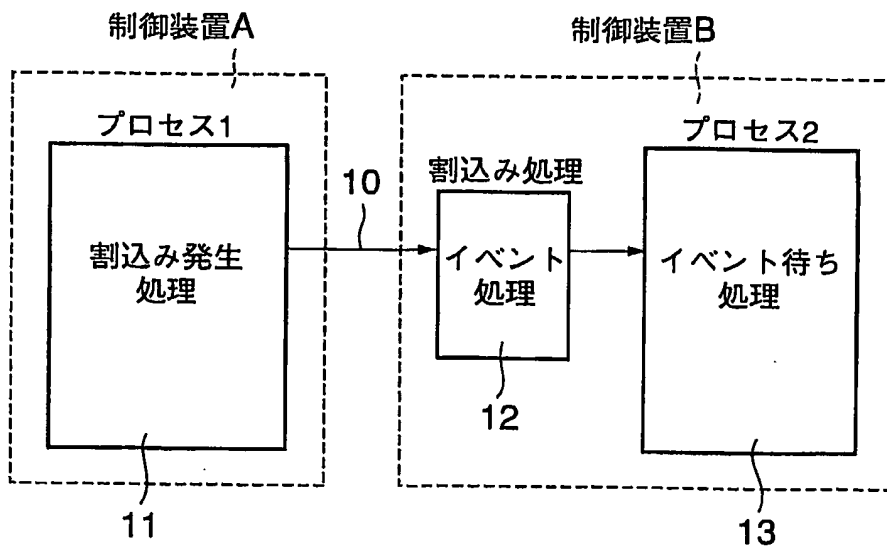 制御装置A
制御装置B
プロセス1
プロセス2
割込み処理
10
割込み発生
処理
イベント
処理
イベント待ち
処理
12
11
13